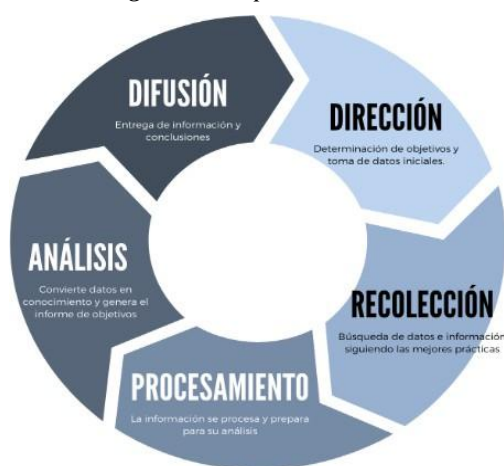 DIFUSIÓN
Entrega de información y
conclusiones
DIRECCIÓN
Determinación de objetivos y
toma de datos iniciales.
RECOLECCIÓN
Búsqueda de datos e información
siguiendo las mejores prácticas
PROCESAMIENTO
La información se procesa y prepara
para su análisis
ANÁLISIS
Convierte datos en
conocimiento y genera el
informe de objetivos